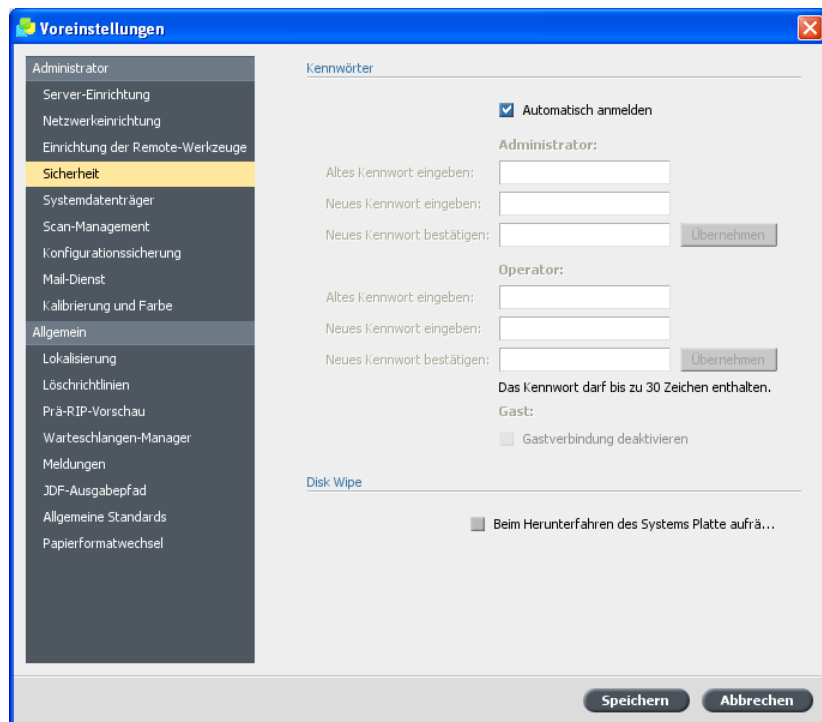 Voreinstellungen
Administrator
Server-Einrichtung
Netzwerkeinrichtung
Einrichtung der Remote-Werkzeuge
Sicherheit
Systemdatenträger
Scan-Management
Konfigurationssicherung
Mail-Dienst
Kalibrierung und Farbe
Allgemein
Lokalisierung
Löschrichtlinien
Prä-RIP-Vorschau
Warteschlangen-Manager
Meldungen
JDF-Ausgabepfad
Allgemeine Standards
Papierformatwechsel
Kennwörter
Automatisch anmelden
Administrator:
Altes Kennwort eingeben:
Neues Kennwort eingeben:
Neues Kennwort bestätigen: Übernehmen
Operator:
Altes Kennwort eingeben:
Neues Kennwort eingeben:
Neues Kennwort bestätigen: Übernehmen
Das Kennwort darf bis zu 30 Zeichen enthalten.
Gast:
Gastverbindung deaktivieren
Disk Wipe
Beim Herunterfahren des Systems Platte aufrä...
Speichern Abbrechen